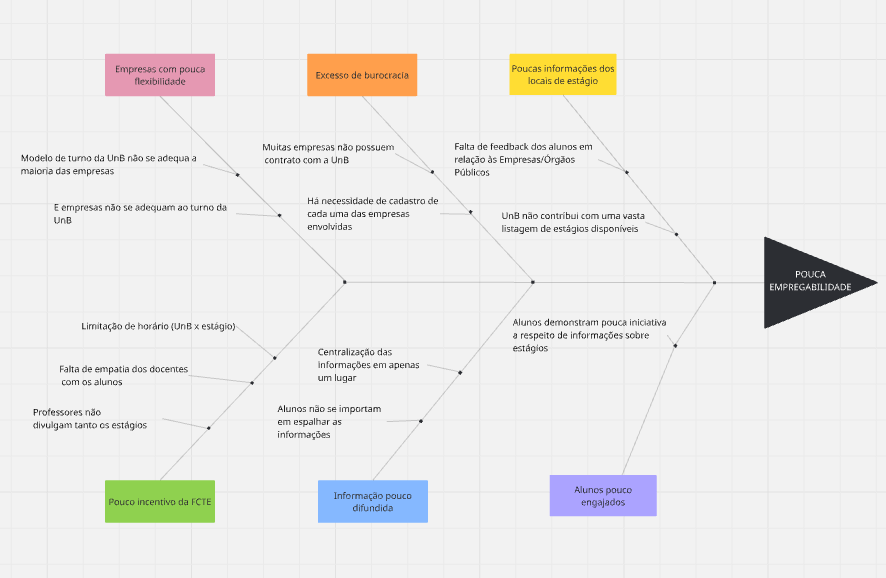 Empresas com pouca
flexibilidade
Excesso de burocracia
Poucas informações dos
locais de estágio
Modelo de turno da UnB não se adequa a
maioria das empresas
E empresas não se adequam ao turno da
UnB
Muitas empresas não possuem
contrato com a UnB
Há necessidade de cadastro de
cada uma das empresas
envolvidas
Falta de feedback dos alunos em
relação às Empresas/Órgãos
Públicos
UnB não contribui com uma vasta
listagem de estágios disponíveis
POUCA
EMPREGABILIDADE
Limitação de horário (UnB x estágio)
Falta de empatia dos docentes
com os alunos
Professores não
divulgam tanto os estágios
Centralização das
informações em apenas
um lugar
Alunos não se importam
em espalhar as
informações
Alunos demonstram pouca iniciativa
a respeito de informações sobre
estágios
Pouco incentivo da FCTE
Informação pouco
difundida
Alunos pouco
engajados